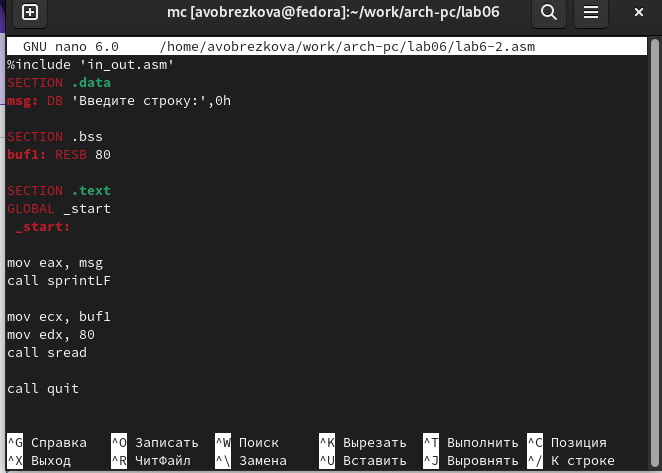 mc [avobrezkova@fedora]:~/work/arch-pc/lab06
GNU nano 6.0 /home/avobrezkova/work/arch-pc/lab06/lab6-2.asm
%include 'in_out.asm'
SECTION .data
msg: DB 'Введите строку:',0h
SECTION .bss
buf1: RESB 80
SECTION .text
GLOBAL _start
_start:
mov eax, msg
call sprintLF
mov ecx, buf1
mov edx, 80
call sread
call quit
^G Справка ^O Записать ^W Поиск ^K Вырезать ^T Выполнить ^C Позиция
^X Выход ^R ЧитФайл ^\ Замена ^U Вставить ^J Выровнять ^/ К строке